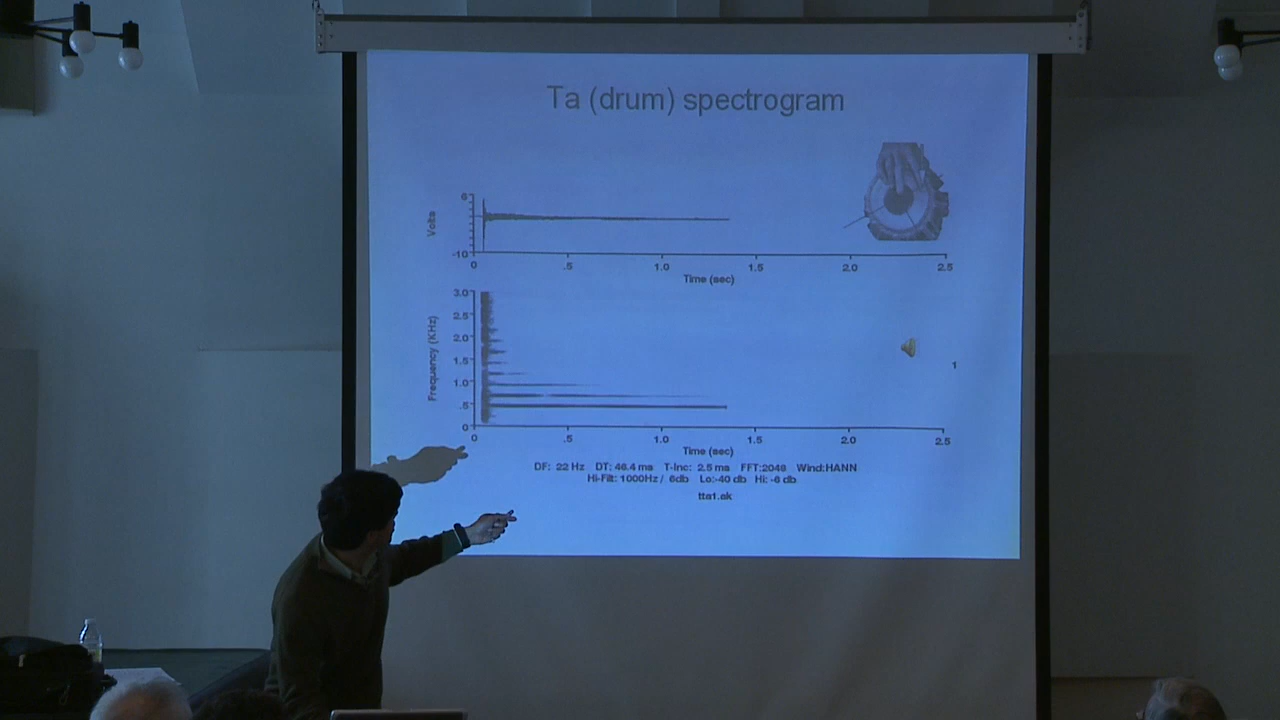 Ta (drum) spectrogram
6
Volts
-10
0 .5 1.0 1.5 2.0 2.5
Time (sec)
3.0
2.5
2.0
1.5
1.0
.5
0
Frequency (KHz)
0 .5 1.0 1.5 2.0 2.5
Time (sec)
1
DF: 22 Hz DT: 46.4 ms T-Inc: 2.5 ms FFT:2048 Wind:HANN
Hi-Filt: 1000Hz / 6db Lo:-40 db Hi: -6 db